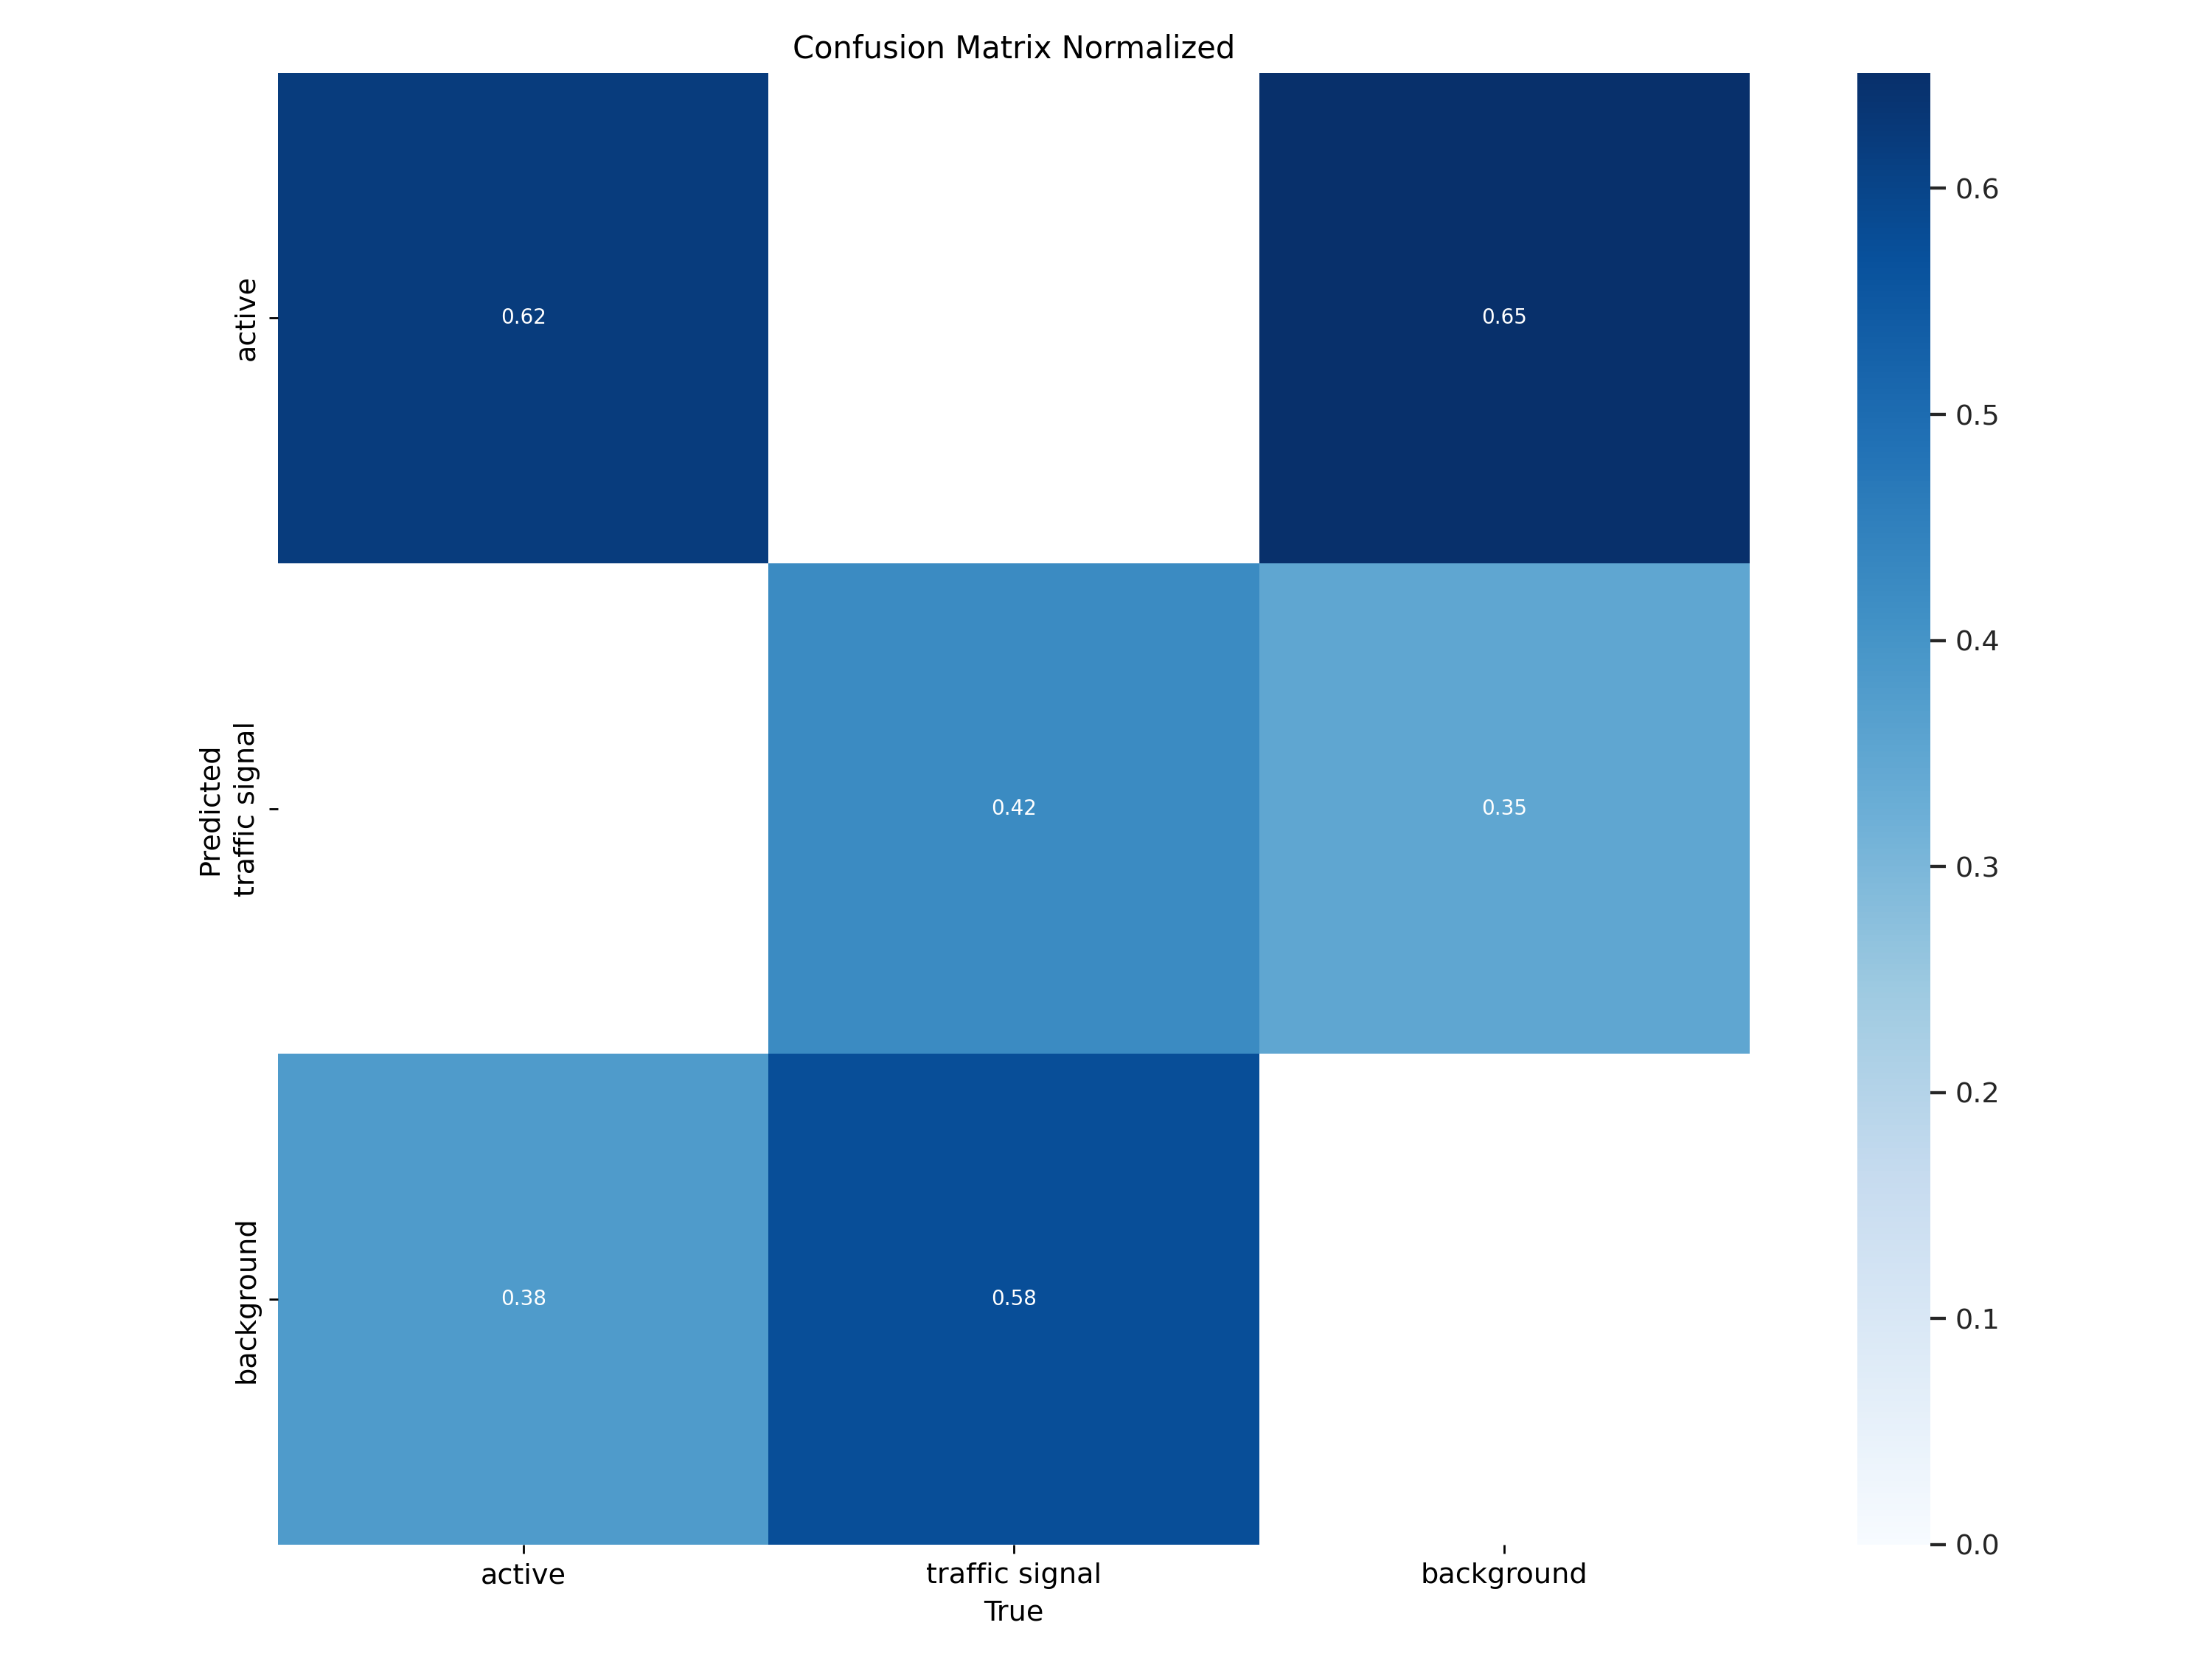 Confusion Matrix Normalized
active
0.62
0.65
Predicted
traffic signal
0.42
0.35
background
0.38
0.58
active
traffic signal
background
True
0.6
0.5
0.4
0.3
0.2
0.1
0.0